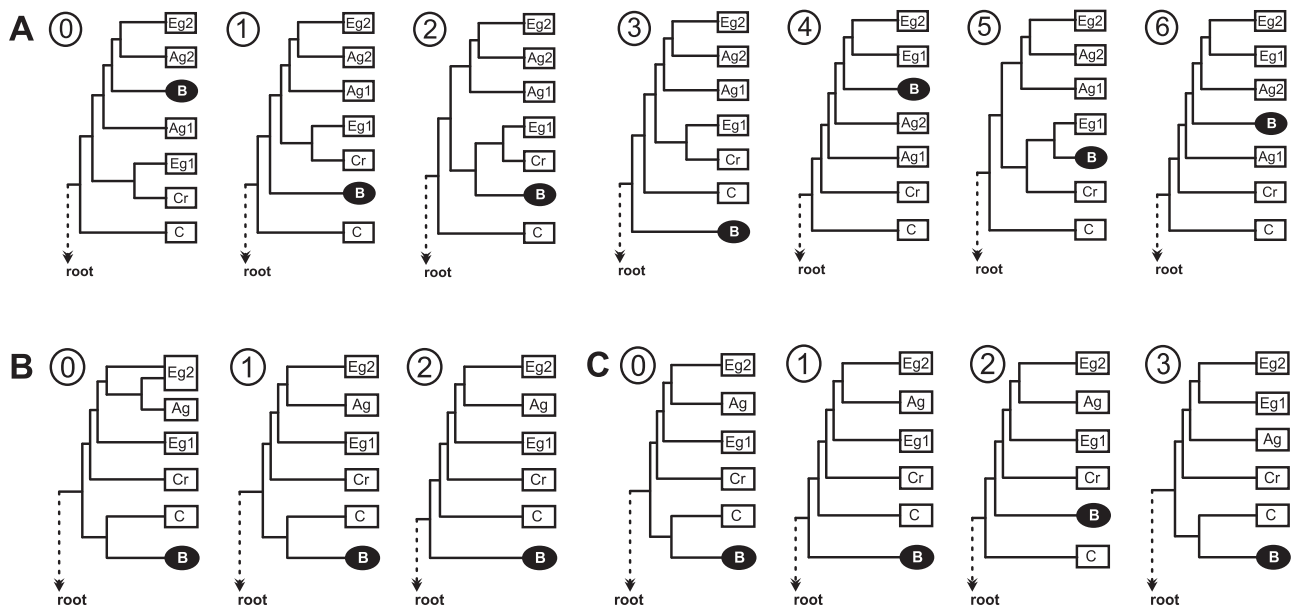 A 0 1 2 3 4 5 6
Eg2 Eg2 Eg2 Eg2 Eg2 Eg2 Eg2
Ag2 Ag2 Ag2 Ag2 Eg1 Ag2 Eg1
B Ag1 Ag1 Ag1 B Ag1 Ag2
Ag1 Eg1 Eg1 Eg1 Ag2 Eg1 B
Eg1 Cr Cr Cr Ag1 B Ag1
Cr B B C Cr Cr Cr
C C C B C C C
root root root root root root root
B 0 1 2 C 0 1 2 3
Eg2 Eg2 Eg2 Eg2 Eg2 Eg2 Eg2
Ag Ag Ag Ag Ag Ag Eg1
Eg1 Eg1 Eg1 Eg1 Eg1 Eg1 Ag
Cr Cr Cr Cr Cr Cr Cr
C C C C C B C
B B B B B C B
root root root root root root root